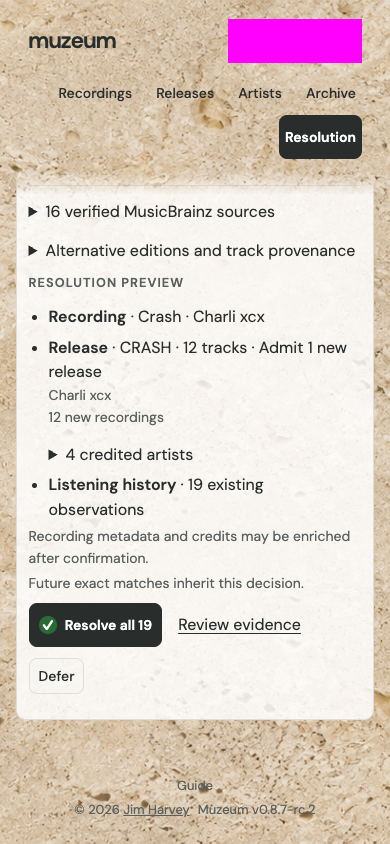 muzeum
Recordings Releases Artists Archive
Resolution
16 verified MusicBrainz sources
Alternative editions and track provenance
RESOLUTION PREVIEW
Recording · Crash · Charli xcx
Release · CRASH · 12 tracks · Admit 1 new
release
Charli xcx
12 new recordings
4 credited artists
Listening history · 19 existing
observations
Recording metadata and credits may be enriched
after confirmation.
Future exact matches inherit this decision.
Resolve all 19 Review evidence
Defer
Guide
© 2026 Jim Harvey · Muzeum v0.8.7-rc.2